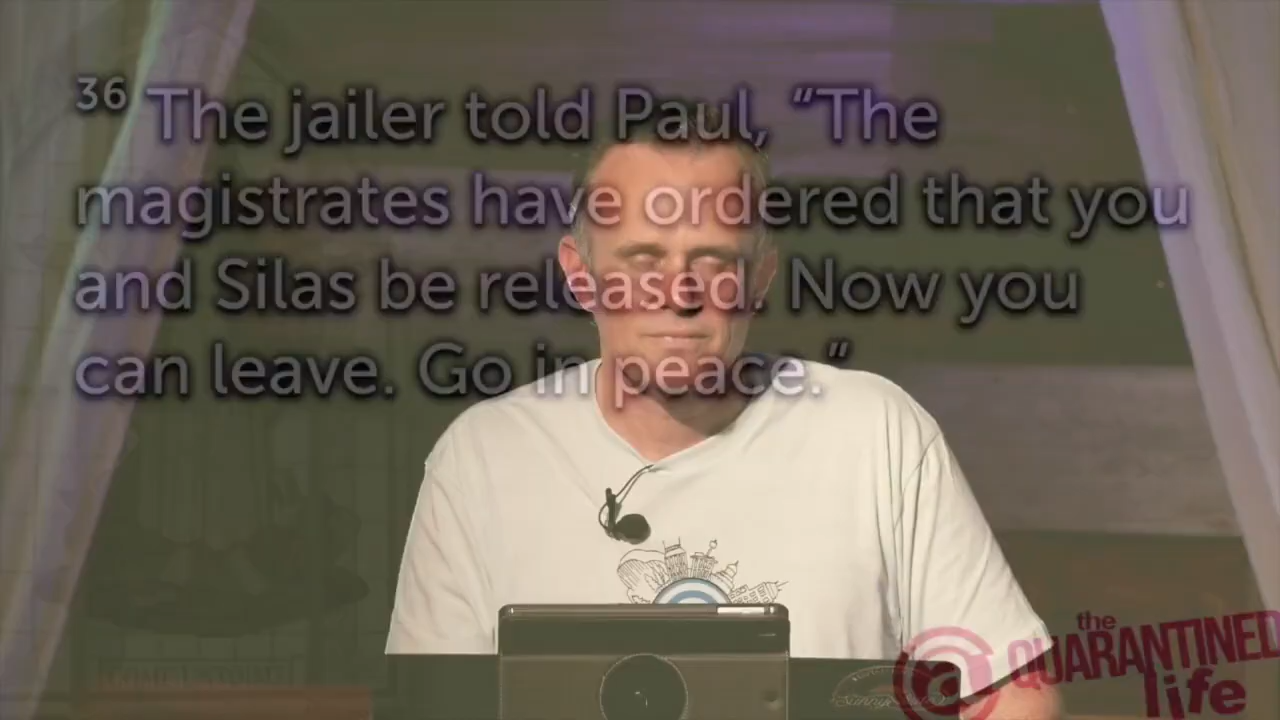 36 The jailer told Paul, “The
magistrates have ordered that you
and Silas be released. Now you
can leave. Go in peace.”
the
QUARANTINED
life